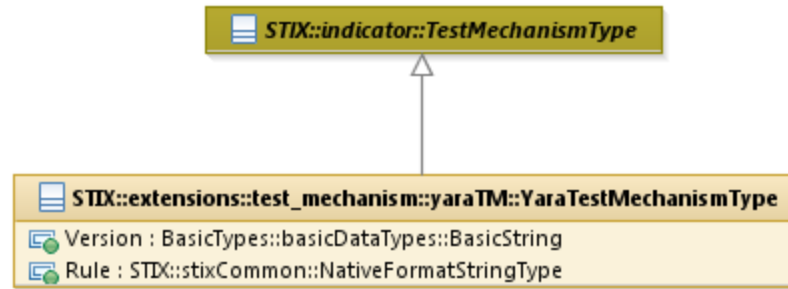 STIX::indicator::TestMechanismType
STIX::extensions::test_mechanism::yaraTM::YaraTestMechanismType
Version : BasicTypes::basicDataTypes::BasicString
Rule : STIX::stixCommon::NativeFormatStringType